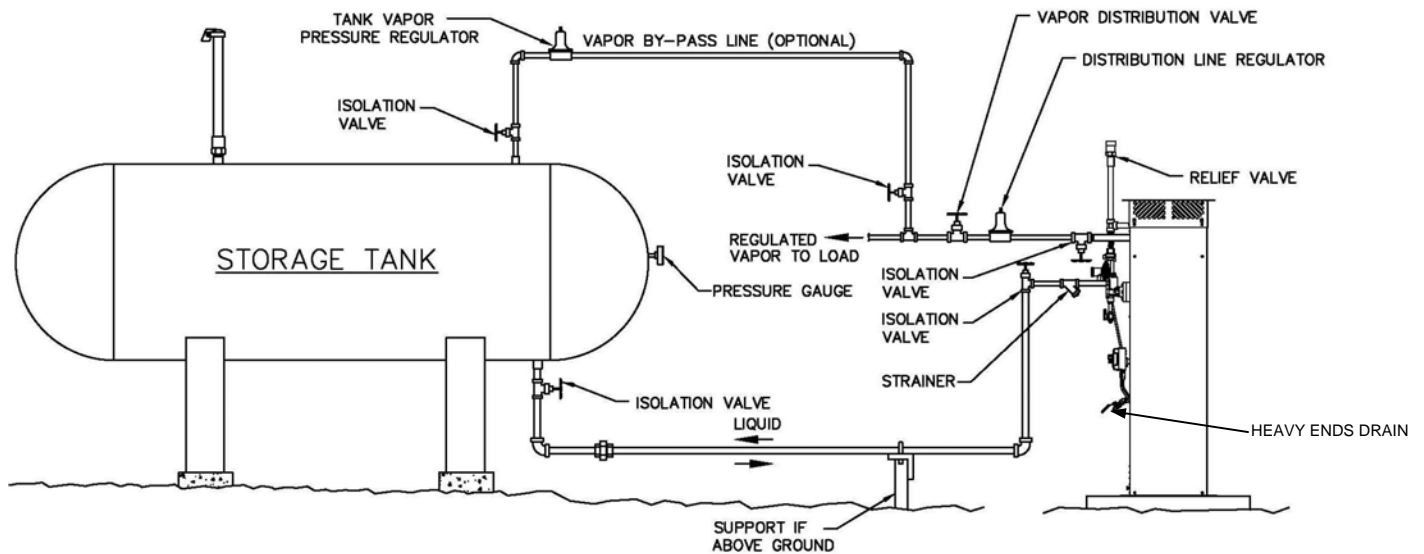 TANK VAPOR
PRESSURE REGULATOR
VAPOR BY-PASS LINE (OPTIONAL)
VAPOR DISTRIBUTION VALVE
DISTRIBUTION LINE REGULATOR
ISOLATION
VALVE
ISOLATION
VALVE
RELIEF VALVE
STORAGE TANK
REGULATED
VAPOR TO LOAD
PRESSURE GAUGE
ISOLATION
VALVE
ISOLATION
VALVE
STRAINER
ISOLATION VALVE
LIQUID
HEAVY ENDS DRAIN
SUPPORT IF
ABOVE GROUND